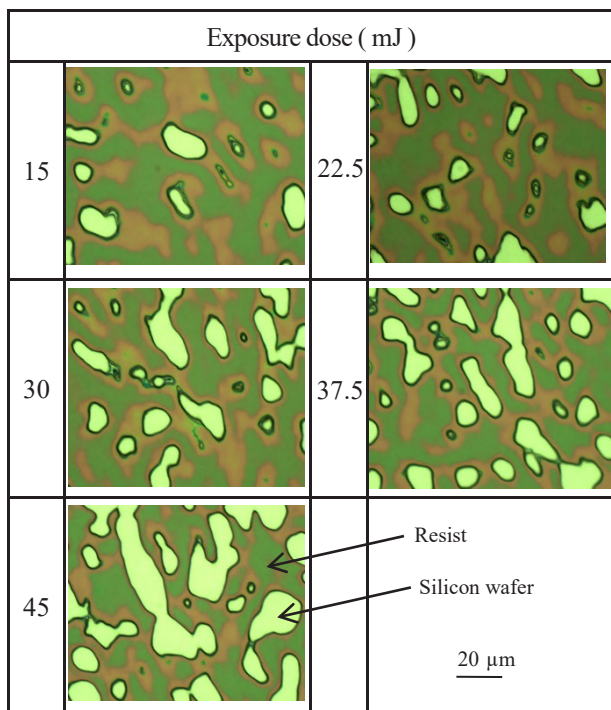 Exposure dose ( mJ )
15
22.5
30
37.5
45
Resist
Silicon wafer
20 µm